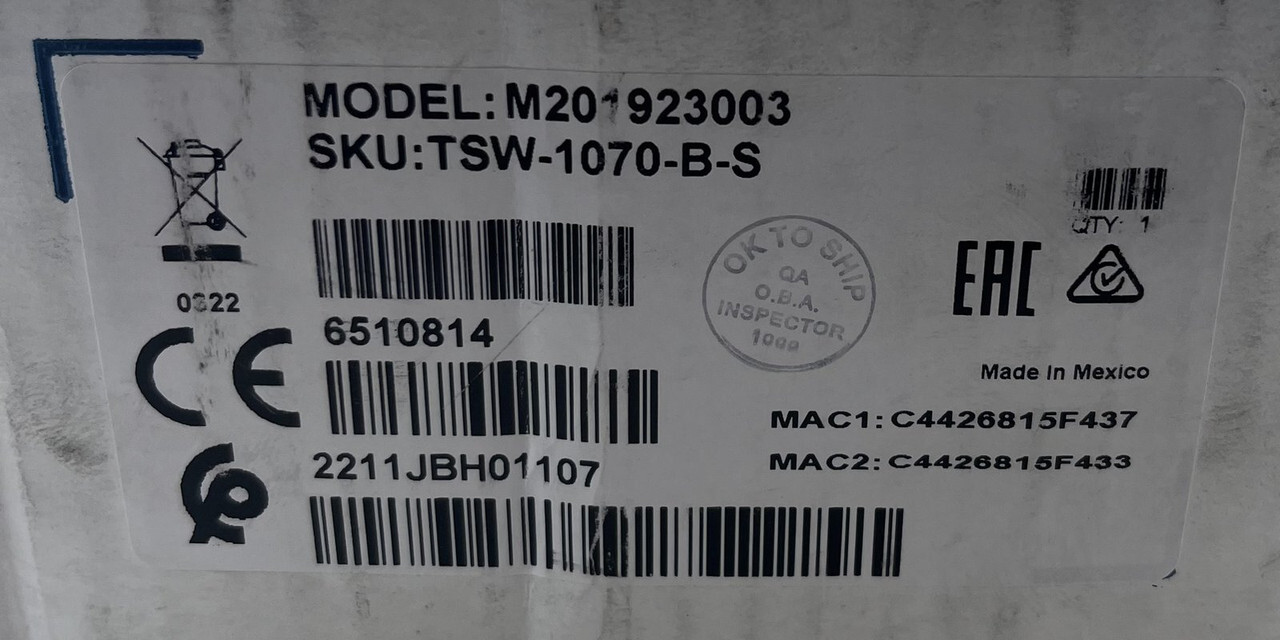 MODEL: M201923003
SKU:TSW-1070-B-S
QTY: 1
OK TO SHIP
QA
O.B.A.
INSPECTOR
EAC
0322
CE
6510814
Made In Mexico
MAC1: C4426815F437
MAC2: C4426815F433
2211JBH01107